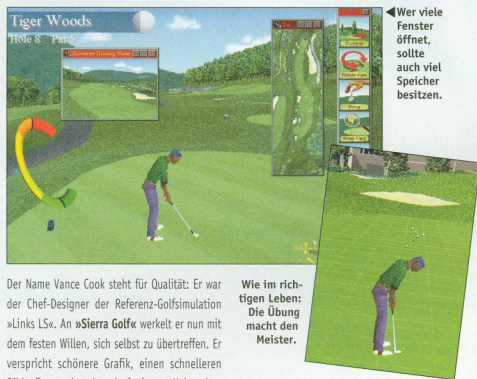 Tiger Woods
Hole 8 Par 5
Reverse Driving View
◀Wer viele
Fenster
öffnet,
sollte
auch viel
Speicher
besitzen.
Der Name Vance Cook steht für Qualität: Er war
der Chef-Designer der Referenz-Golfsimulation
»Links LS«. An »Sierra Golf« werkelt er nun mit
dem festen Willen, sich selbst zu übertreffen. Er
verspricht schönere Grafik, einen schnelleren
Wie im rich-
tigen Leben:
Die Übung
macht den
Meister.